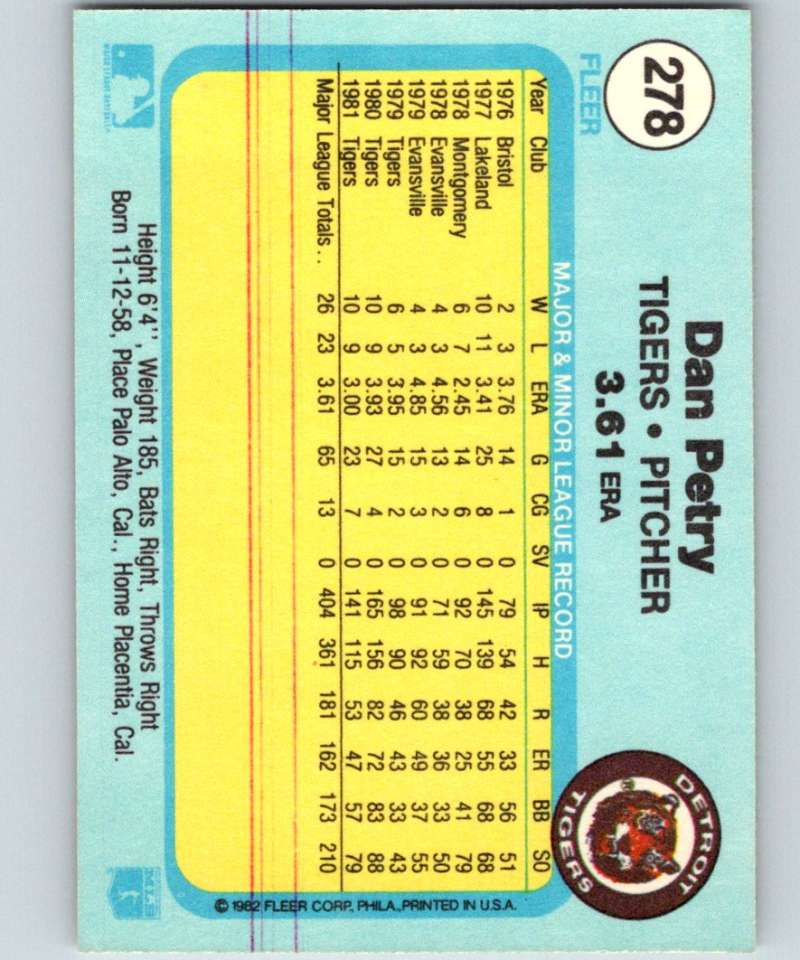 278
FLEER
Dan Petry
TIGERS • PITCHER
3.61 ERA
DETROIT TIGERS
MAJOR & MINOR LEAGUE RECORD
Year Club W L ERA G CG SV IP H R ER BB SO
1976 Bristol 2 3 3.76 14 1 0 79 54 42 33 56 51
1977 Lakeland 10 11 3.41 25 8 0 145 139 68 55 68 68
1978 Montgomery 6 7 2.45 14 6 0 92 70 38 25 41 79
1978 Evansville 4 3 4.56 13 2 0 71 59 38 36 33 50
1979 Evansville 4 3 4.85 15 3 0 91 92 60 49 37 55
1979 Tigers 6 5 3.95 15 2 0 98 90 46 43 33 43
1980 Tigers 10 9 3.93 27 4 0 165 156 82 72 83 88
1981 Tigers 10 9 3.00 23 7 0 141 115 53 47 57 79
Major League Totals.. 26 23 3.61 65 13 0 404 361 181 162 173 210
© 1982 FLEER CORP, PHILA., PRINTED IN U.S.A.
MAJOR LEAGUE BASEBALL
Height 6'4'', Weight 185, Bats Right, Throws Right
Born 11-12-58, Place Palo Alto, Cal., Home Placentia, Cal.